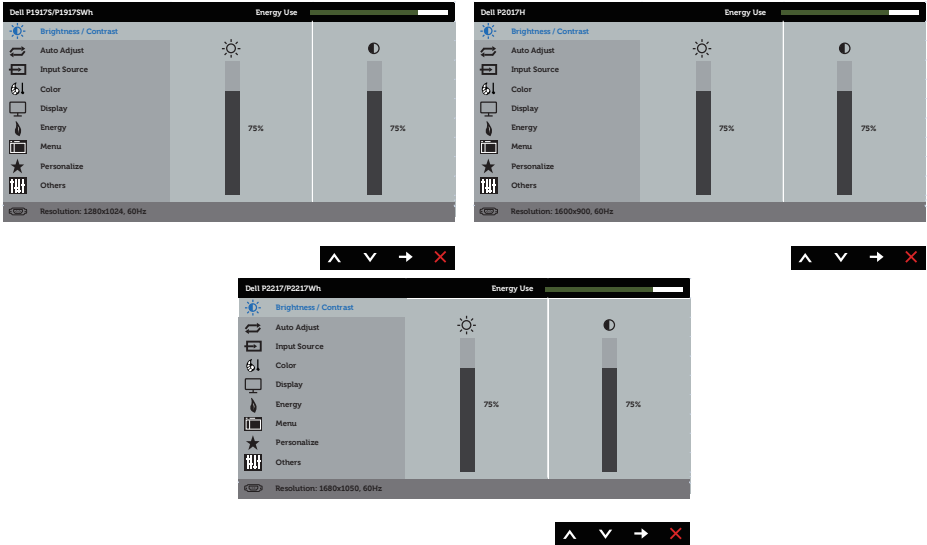 Dell P1917S/P1917SWh Energy Use
Brightness / Contrast
Auto Adjust
Input Source
Color
Display
Energy
Menu
Personalize
Others
75% 75%
Resolution: 1280x1024, 60Hz
Dell P2017H Energy Use
Brightness / Contrast
Auto Adjust
Input Source
Color
Display
Energy
Menu
Personalize
Others
75% 75%
Resolution: 1600x900, 60Hz
Dell P2217/P2217Wh Energy Use
Brightness / Contrast
Auto Adjust
Input Source
Color
Display
Energy
Menu
Personalize
Others
75% 75%
Resolution: 1680x1050, 60Hz